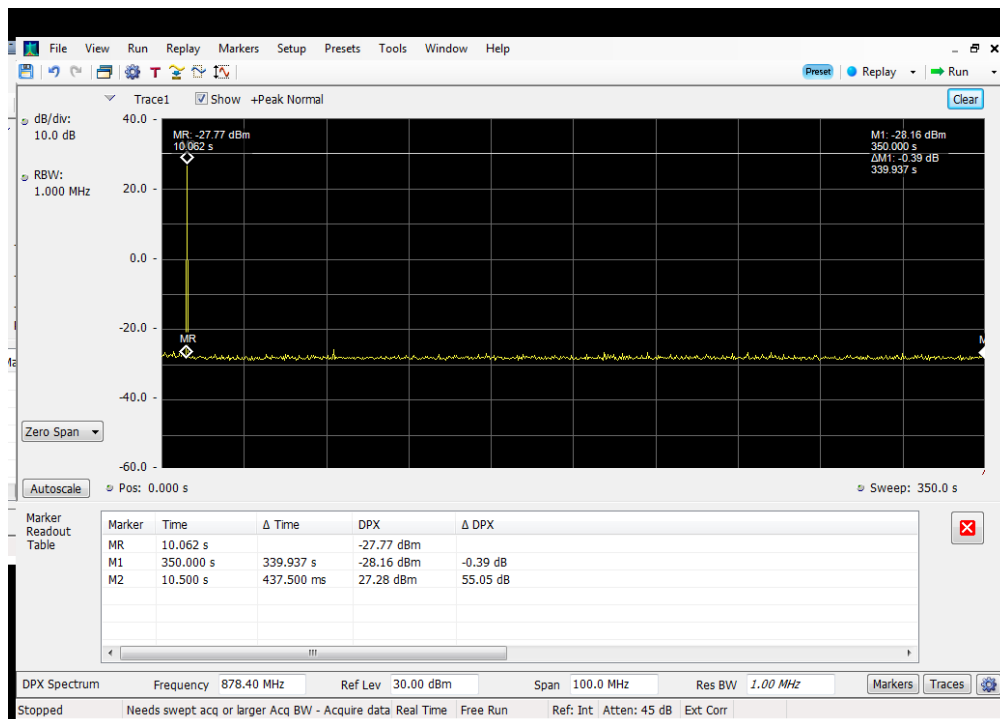 File View Run Replay Markers Setup Presets Tools Window Help
T Preset Replay Run
Trace1 Show +Peak Normal Clear
dB/div:
10.0 dB
RBW:
1.000 MHz
40.0
20.0
0.0
-20.0
-40.0
-60.0
MR: -27.77 dBm
10.062 s
M1: -28.16 dBm
350.000 s
ΔM1: -0.39 dB
339.937 s
MR
Zero Span
Autoscale Pos: 0.000 s Sweep: 350.0 s
Marker
Readout
Table
Marker Time Δ Time DPX Δ DPX
MR 10.062 s -27.77 dBm
M1 350.000 s 339.937 s -28.16 dBm -0.39 dB
M2 10.500 s 437.500 ms 27.28 dBm 55.05 dB
DPX Spectrum Frequency 878.40 MHz Ref Lev 30.00 dBm Span 100.0 MHz Res BW 1.00 MHz Markers Traces
Stopped Needs swept acq or larger Acq BW - Acquire data Real Time Free Run Ref: Int Atten: 45 dB Ext Corr